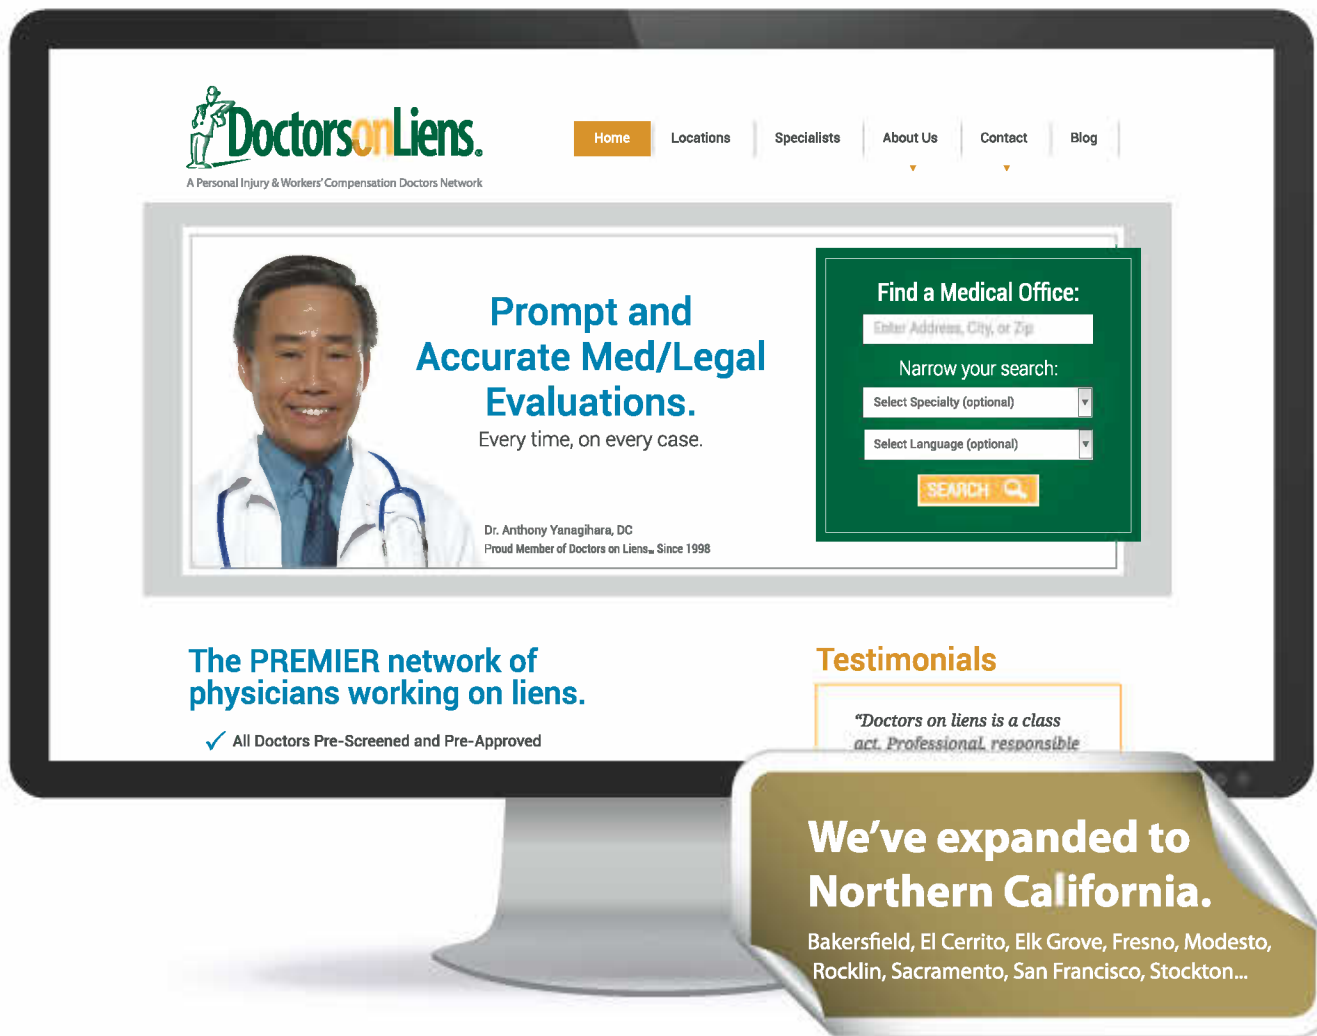 DoctorsonLiens®
A Personal Injury & Workers' Compensation Doctors Network
Home
Locations
Specialists
About Us
Contact
Blog
Prompt and
Accurate Med/Legal
Evaluations.
Every time, on every case.
Dr. Anthony Yanagihara, DC
Proud Member of Doctors on Liens Since 1998
Find a Medical Office:
Enter Address, City, or Zip
Narrow your search:
Select Specialty (optional)
Select Language (optional)
SEARCH
The PREMIER network of
physicians working on liens.
All Doctors Pre-Screened and Pre-Approved
Testimonials
“Doctors on liens is a class
act. Professional, responsible
We’ve expanded to
Northern California.
Bakersfield, El Cerrito, Elk Grove, Fresno, Modesto,
Rocklin, Sacramento, San Francisco, Stockton...